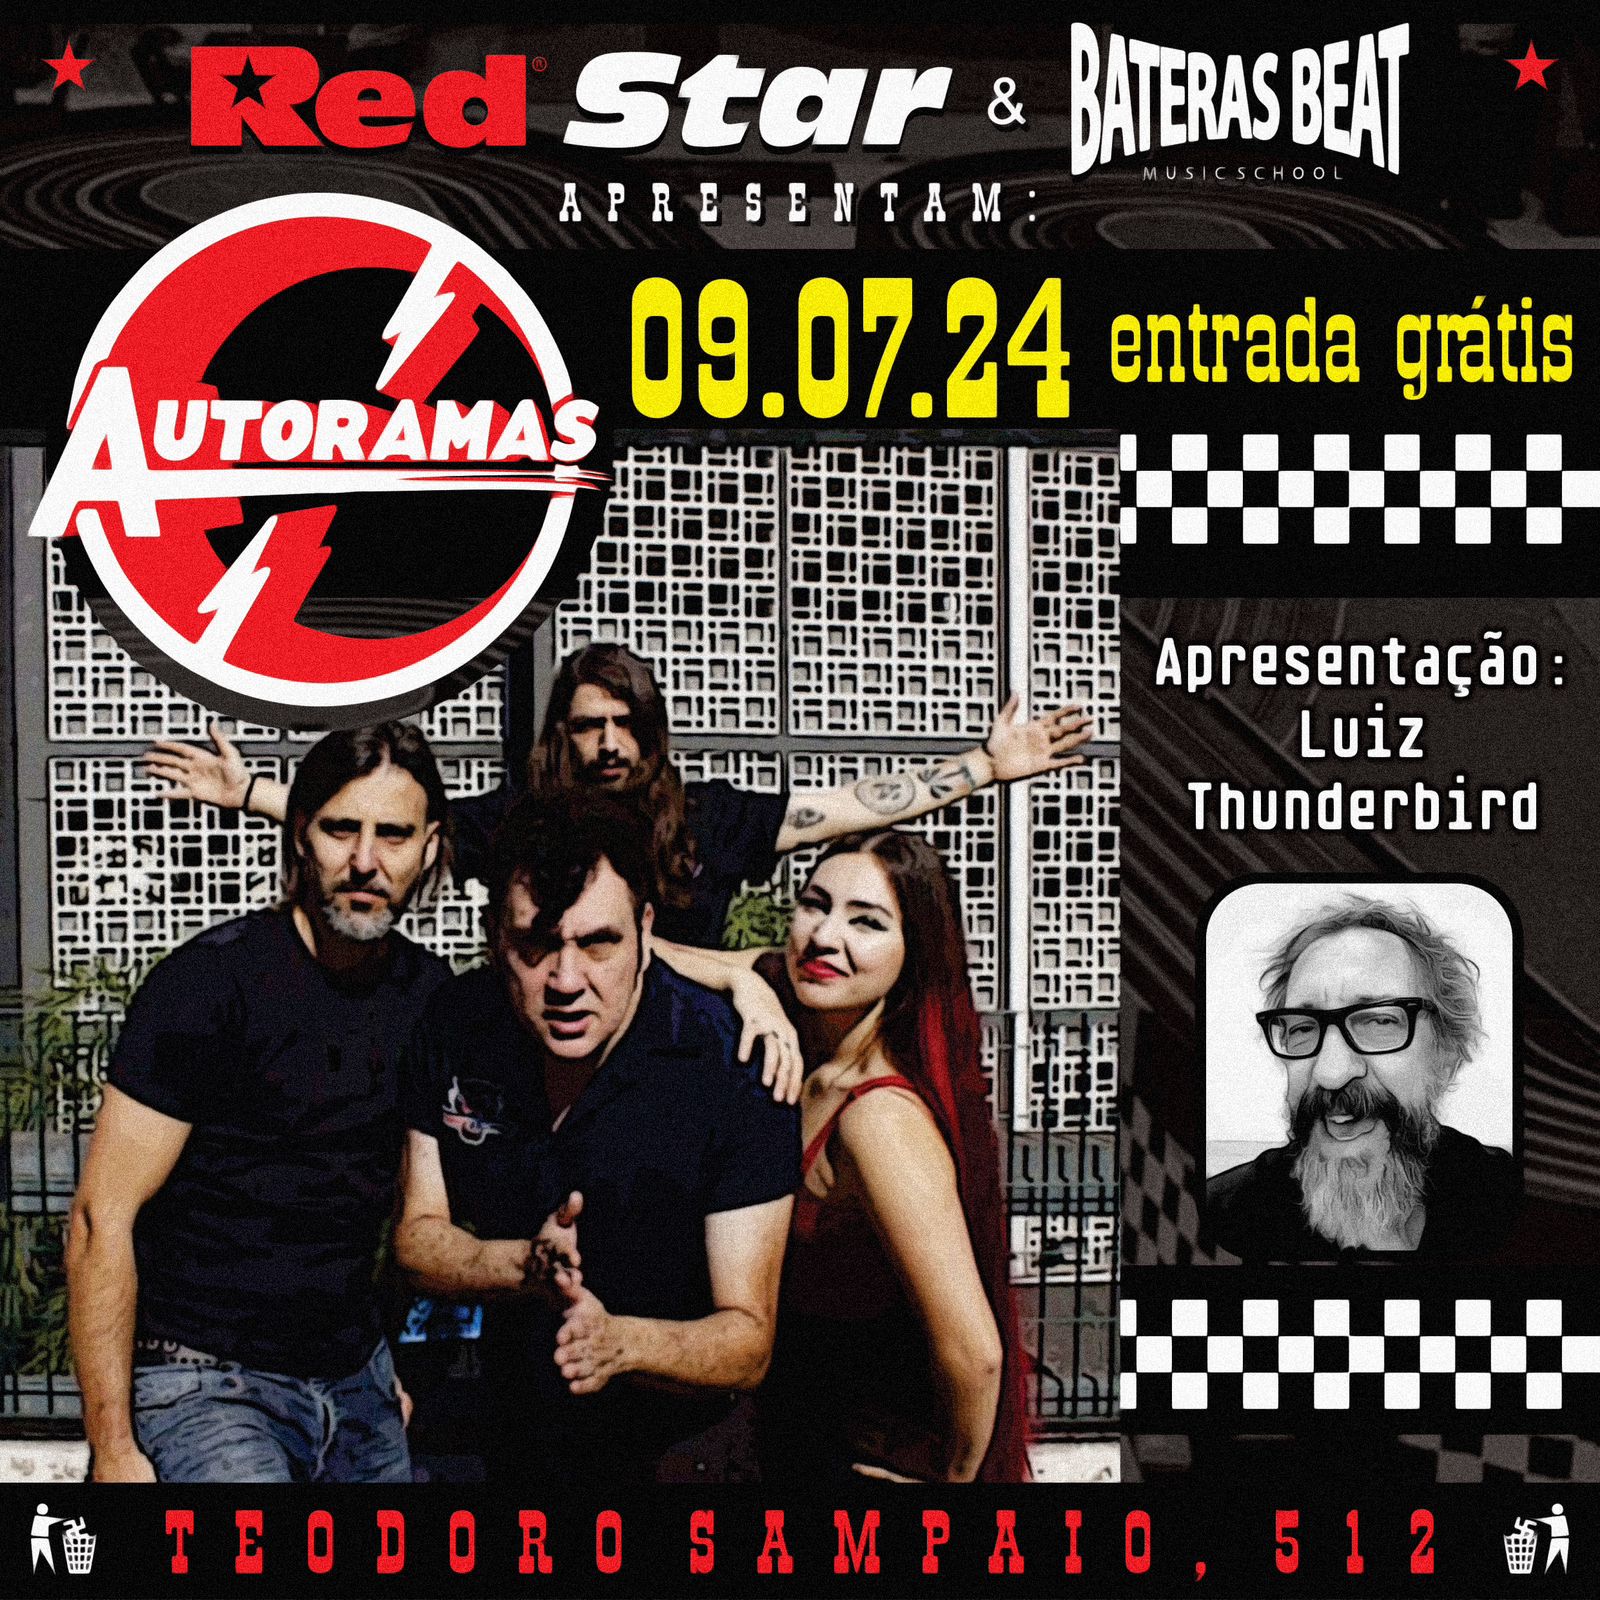 Red® Star & BATERAS BEAT
MUSIC SCHOOL
APRESENTAM:
AUTORAMAS
09.07.24 entrada grátis
Apresentação:
Luiz
Thunderbird
TEODORO SAMPAIO, 512